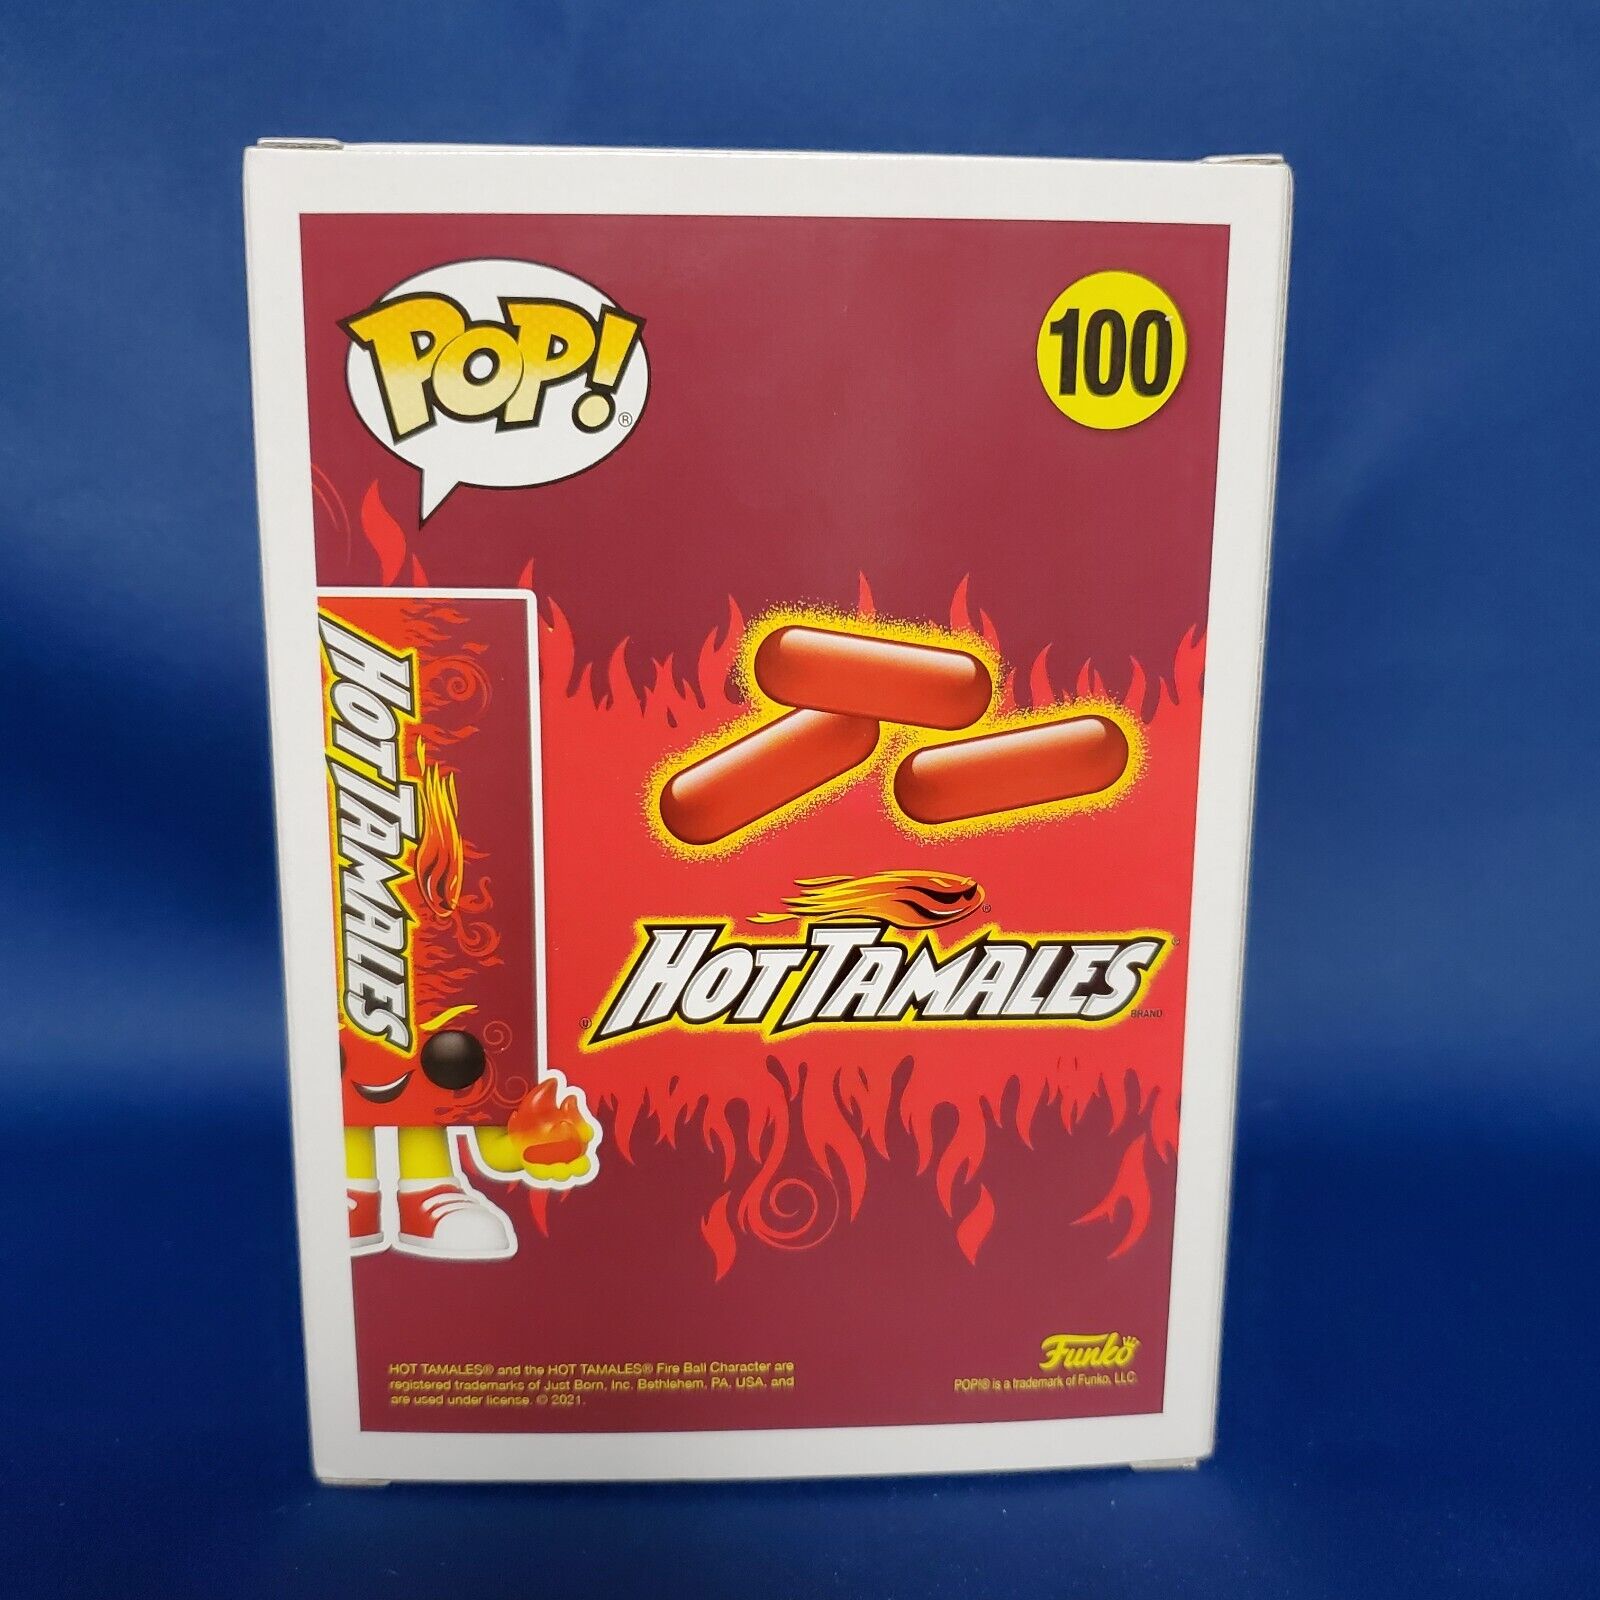 POP!®
100
HOT TAMALES
HOT TAMALES
BRAND
HOT TAMALES® and the HOT TAMALES® Fire Ball Character are
registered trademarks of Just Born, Inc. Bethlehem, PA, USA, and
are used under license. © 2021.
Funko
POP!® is a trademark of Funko, LLC.